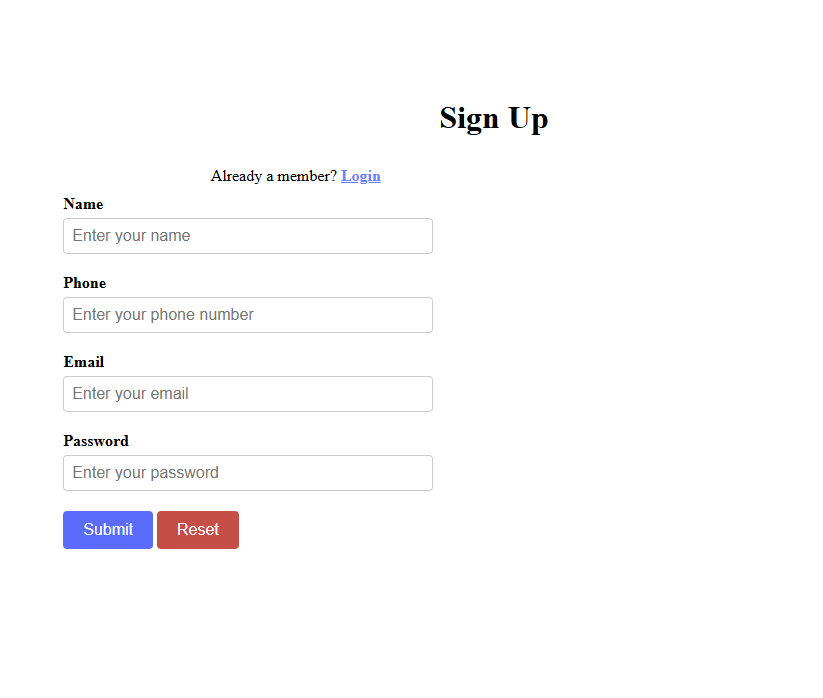 Sign Up
Already a member? Login
Name
Enter your name
Phone
Enter your phone number
Email
Enter your email
Password
Enter your password
Submit Reset